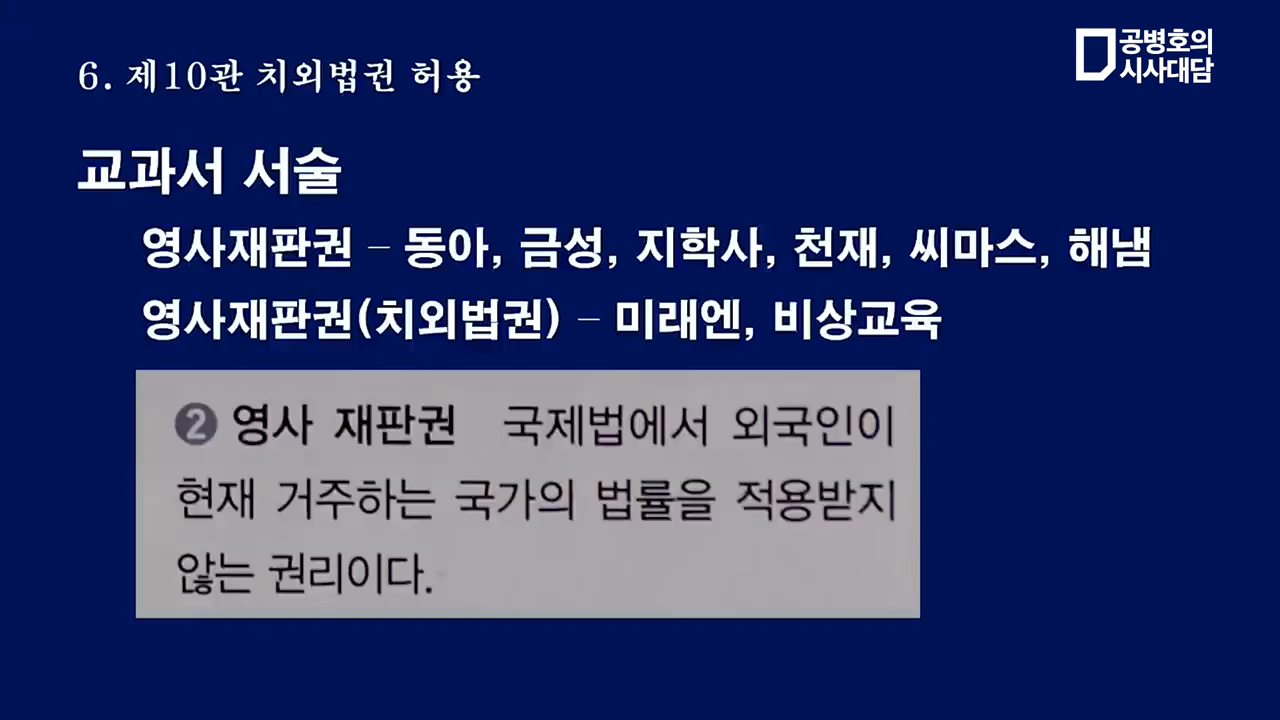 6. 제10관 치외법권 허용
공병호의
시사대담
교과서 서술
영사재판권 – 동아, 금성, 지학사, 천재, 씨마스, 해냄
영사재판권(치외법권) – 미래엔, 비상교육
2 영사 재판권 국제법에서 외국인이
현재 거주하는 국가의 법률을 적용받지
않는 권리이다.